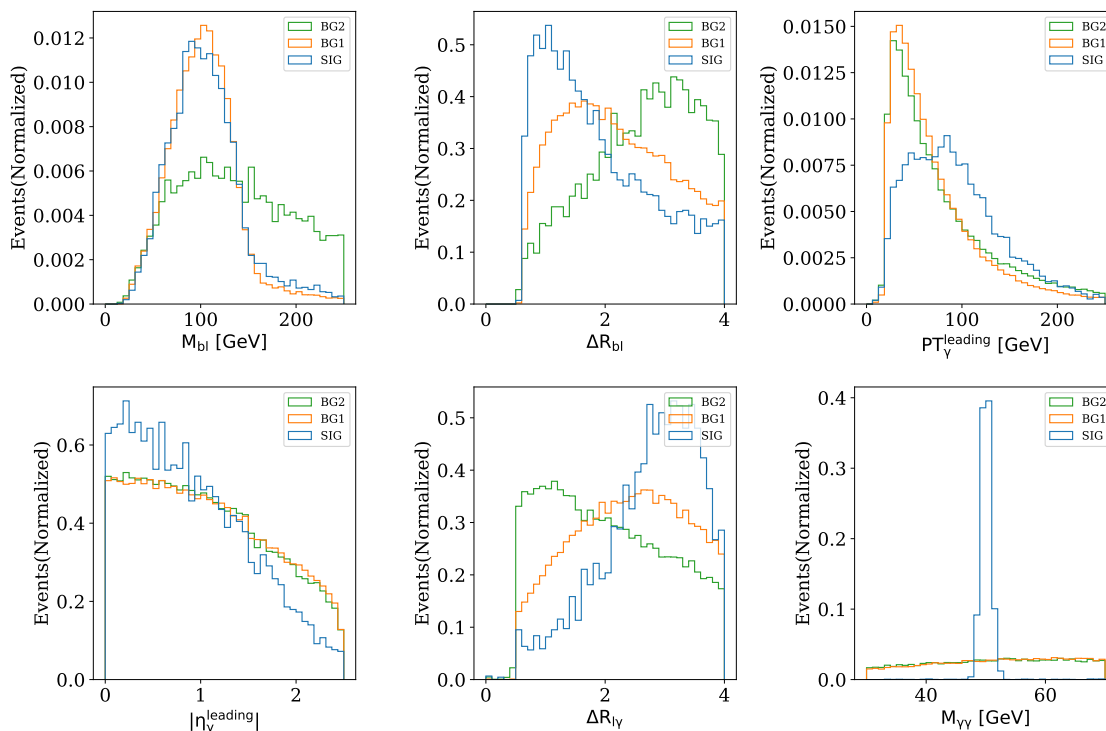 Events(Normalized)
0.012
0.010
0.008
0.006
0.004
0.002
0.000
0 100 200
M_bl [GeV]
BG2
BG1
SIG
Events(Normalized)
0.5
0.4
0.3
0.2
0.1
0.0
0 2 4
ΔR_bl
BG2
BG1
SIG
Events(Normalized)
0.0150
0.0125
0.0100
0.0075
0.0050
0.0025
0.0000
0 100 200
PT_γ^leading [GeV]
BG2
BG1
SIG
Events(Normalized)
0.6
0.4
0.2
0.0
0 1 2
|η_γ^leading|
BG2
BG1
SIG
Events(Normalized)
0.5
0.4
0.3
0.2
0.1
0.0
0 2 4
ΔR_lγ
BG2
BG1
SIG
Events(Normalized)
0.4
0.3
0.2
0.1
0.0
40 60
M_γγ [GeV]
BG2
BG1
SIG